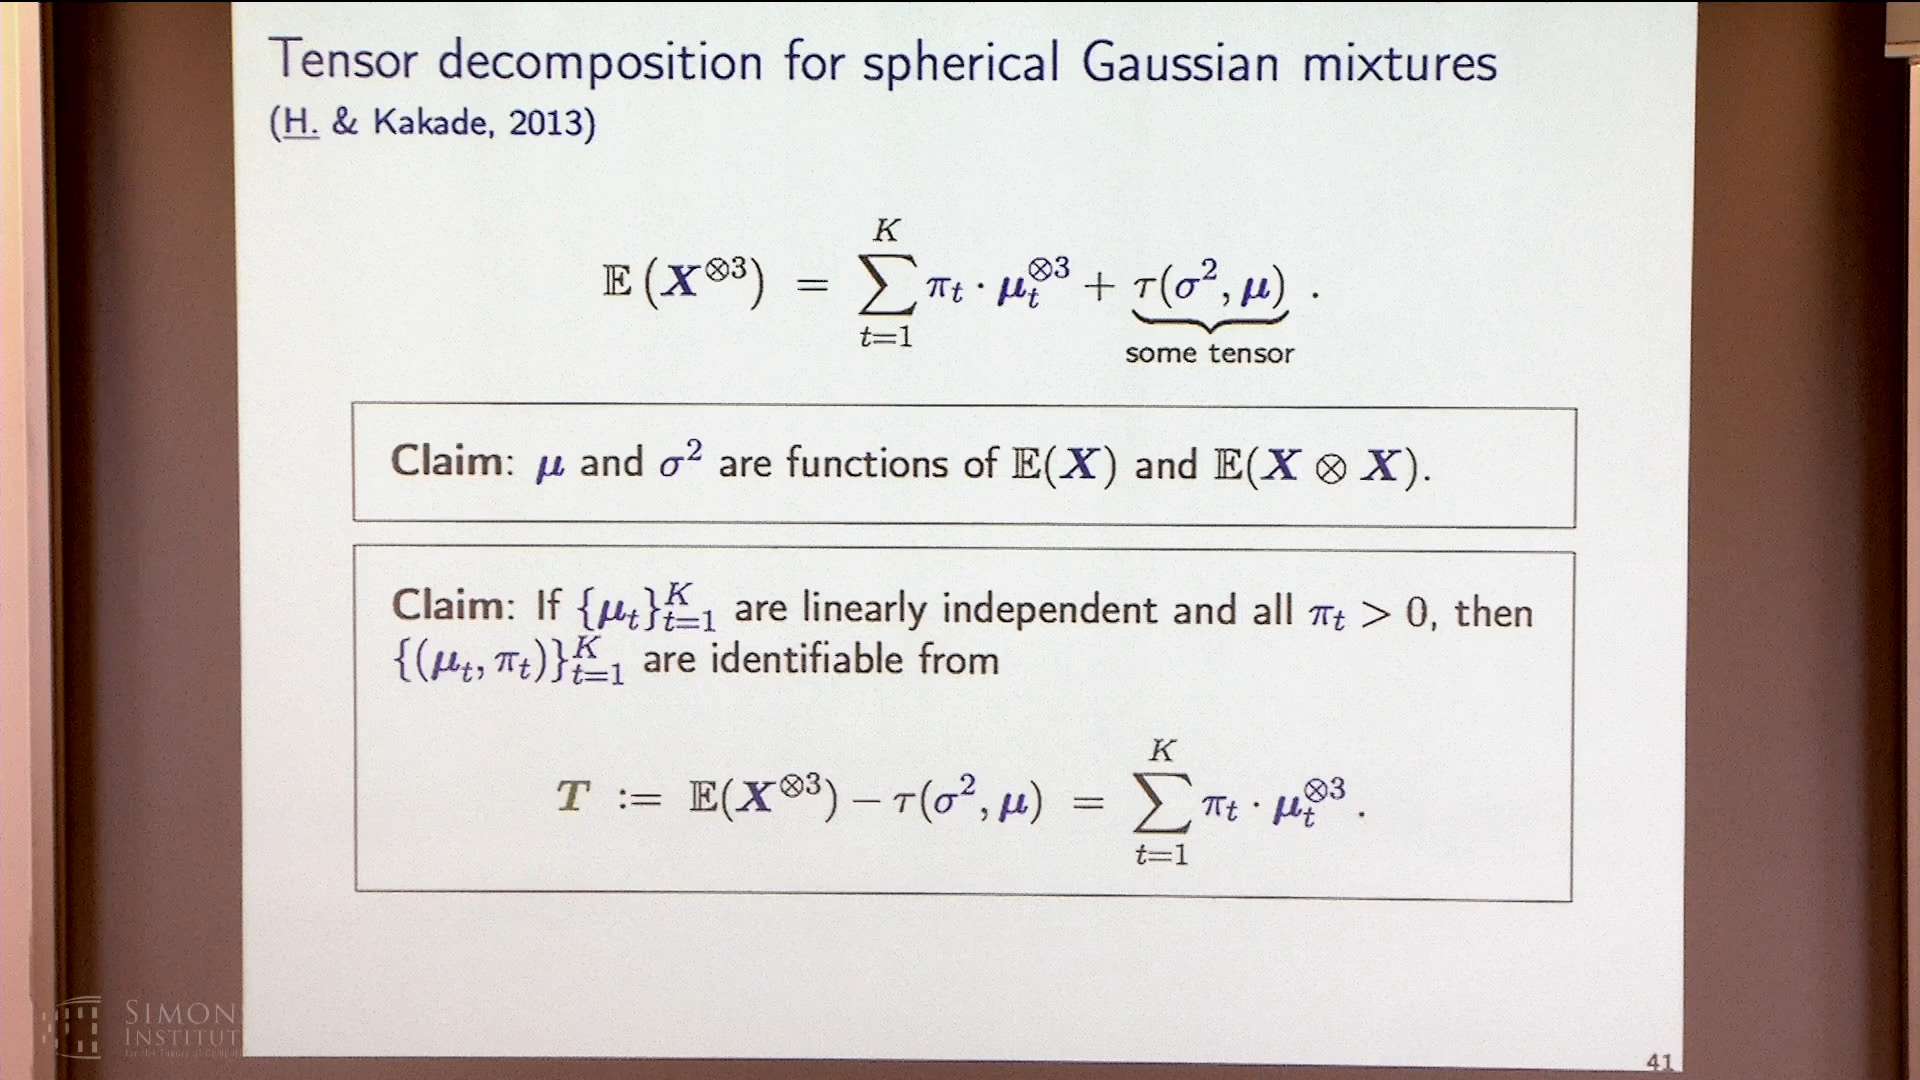 Tensor decomposition for spherical Gaussian mixtures
(H. & Kakade, 2013)
𝔼(X^{⊗3}) = ∑_{t=1}^{K} π_t · μ_t^{⊗3} + τ(σ², μ) .
some tensor
Claim: μ and σ² are functions of 𝔼(X) and 𝔼(X ⊗ X).
Claim: If {μ_t}_{t=1}^{K} are linearly independent and all π_t > 0, then
{(μ_t, π_t)}_{t=1}^{K} are identifiable from
T := 𝔼(X^{⊗3}) − τ(σ², μ) = ∑_{t=1}^{K} π_t · μ_t^{⊗3} .
SIMON
INSTITUT
41